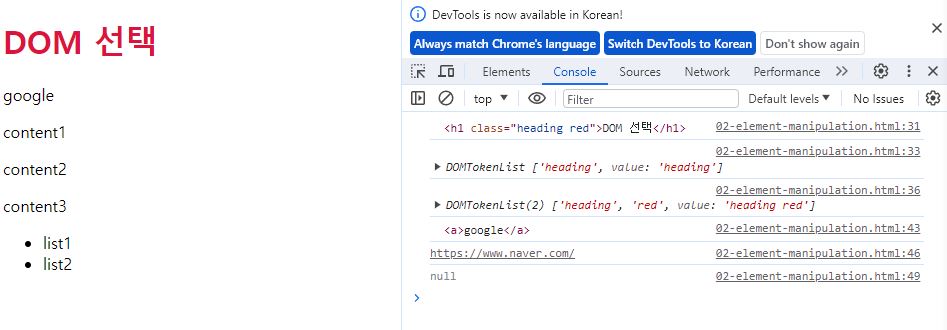 DOM 선택
google
content1
content2
content3
list1
list2
DevTools is now available in Korean!
Always match Chrome's language Switch DevTools to Korean Don't show again
Elements Console Sources Network Performance
top Filter Default levels No Issues
<h1 class="heading red">DOM 선택</h1> 02-element-manipulation.html:31
02-element-manipulation.html:33
DOMTokenList ['heading', value: 'heading']
02-element-manipulation.html:36
DOMTokenList(2) ['heading', 'red', value: 'heading red']
<a>google</a> 02-element-manipulation.html:43
https://www.naver.com/ 02-element-manipulation.html:46
null 02-element-manipulation.html:49